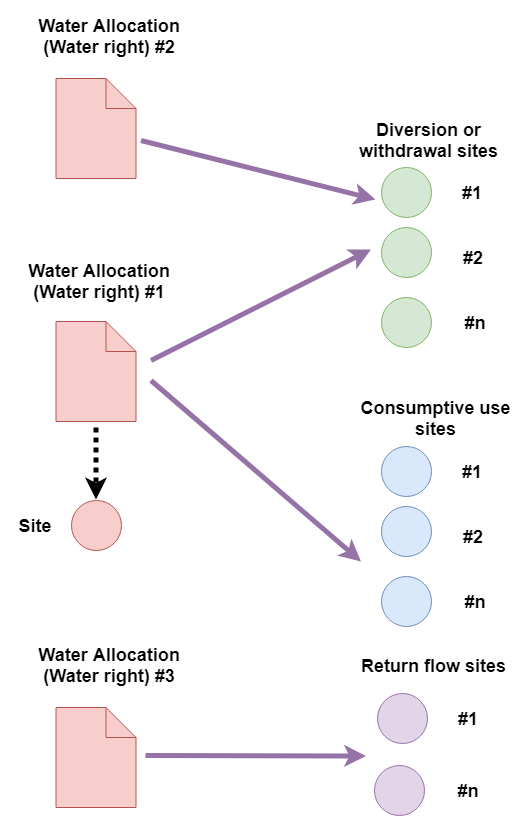 Water Allocation
(Water right) #2
Diversion or
withdrawal sites
#1
#2
#n
Water Allocation
(Water right) #1
Site
Consumptive use
sites
#1
#2
#n
Water Allocation
(Water right) #3
Return flow sites
#1
#n